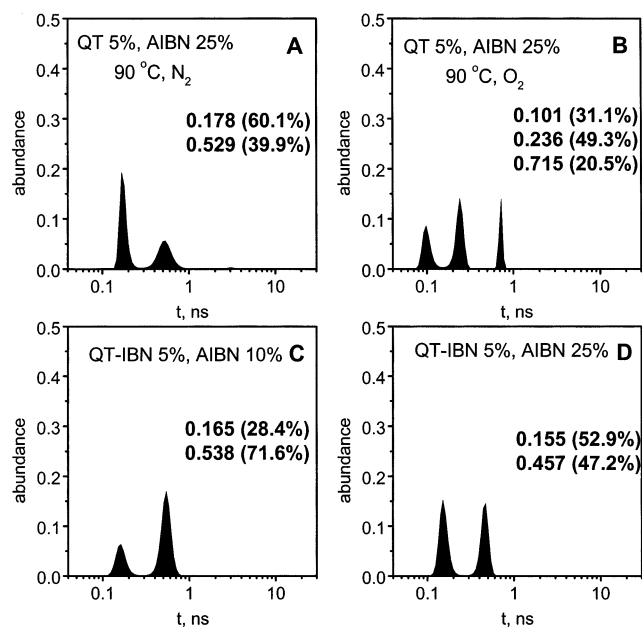 0.5
QT 5%, AIBN 25%
A
90 °C, N2
0.4
0.3
0.178 (60.1%)
0.529 (39.9%)
0.2
0.1
0.0
abundance
0.1
1
10
t, ns
0.5
QT 5%, AIBN 25%
B
90 °C, O2
0.4
0.3
0.101 (31.1%)
0.236 (49.3%)
0.715 (20.5%)
0.2
0.1
0.0
abundance
0.1
1
10
t, ns
0.5
QT-IBN 5%, AIBN 10%
C
0.4
0.3
0.165 (28.4%)
0.538 (71.6%)
0.2
0.1
0.0
abundance
0.1
1
10
t, ns
0.5
QT-IBN 5%, AIBN 25%
D
0.4
0.3
0.155 (52.9%)
0.457 (47.2%)
0.2
0.1
0.0
abundance
0.1
1
10
t, ns